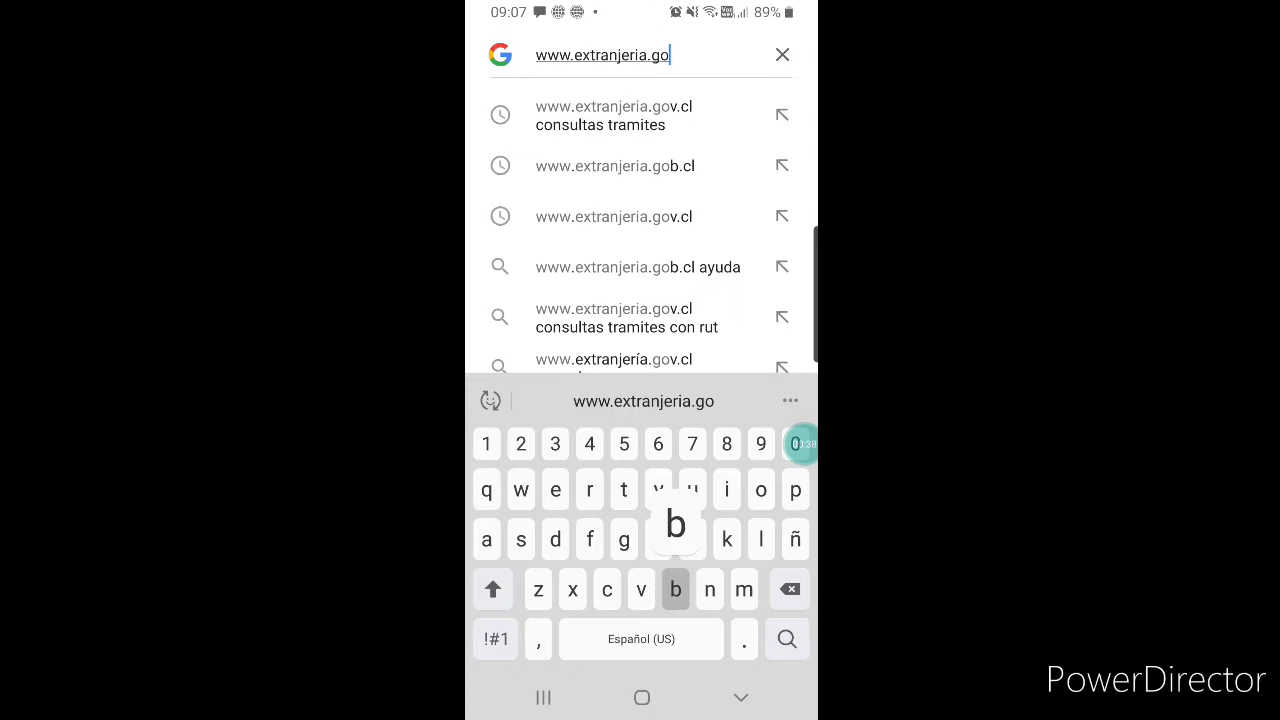 09:07 89%
www.extranjeria.go
www.extranjeria.gov.cl
consultas tramites
www.extranjeria.gob.cl
www.extranjeria.gov.cl
www.extranjeria.gob.cl ayuda
www.extranjeria.gov.cl
consultas tramites con rut
www.extranjería.gov.cl
www.extranjeria.go
1 2 3 4 5 6 7 8 9 0 00:38
q w e r t y u i o p
b
a s d f g k l ñ
z x c v b n m
!#1 , Español (US) .
PowerDirector